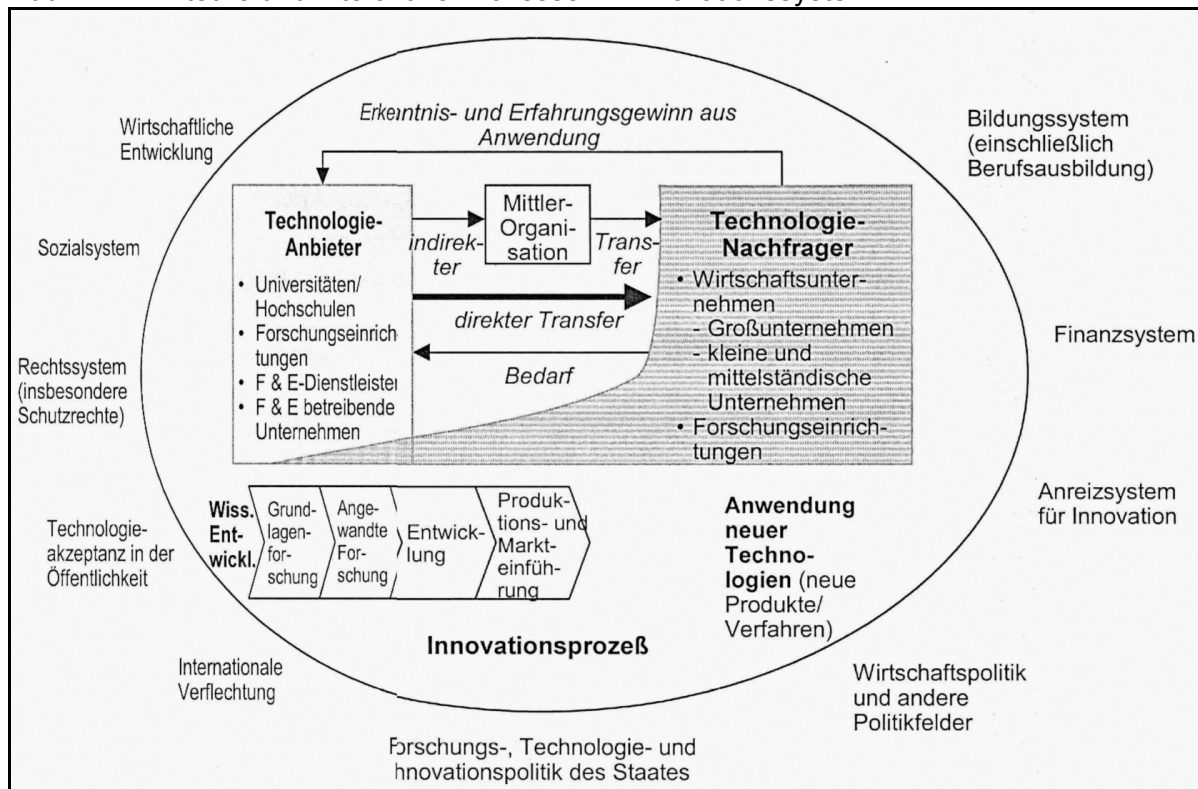 Erkenntnis- und Erfahrungsgewinn aus
Anwendung
Wirtschaftliche
Entwicklung
Bildungssystem
(einschließlich
Berufsausbildung)
Sozialsystem
Technologie-
Anbieter
• Universitäten/
Hochschulen
• Forschungseinrich
tungen
• F & E-Dienstleister
• F & E betreibende
Unternehmen
indirek-
ter
Mittler-
Organi-
sation
Trans-
fer
direkter Transfer
Bedarf
Technologie-
Nachfrager
• Wirtschaftsunter-
nehmen
- Großunternehmen
- kleine und
mittelständische
Unternehmen
• Forschungseinrich-
tungen
Finanzsystem
Rechtssystem
(insbesondere
Schutzrechte)
Wiss.
Ent-
wickl.
Grund-
lagen-
for-
schung
Ange-
wandte
For-
schung
Entwick-
lung
Produk-
tions- und
Markt-
einfüh-
rung
Anwendung
neuer
Techno-
logien (neue
Produkte/
Verfahren)
Anreizsystem
für Innovation
Technologie-
akzeptanz in der
Öffentlichkeit
Innovationsprozeß
Internationale
Verflechtung
Wirtschaftspolitik
und andere
Politikfelder
Forschungs-, Technologie- und
Innovationspolitik des Staates